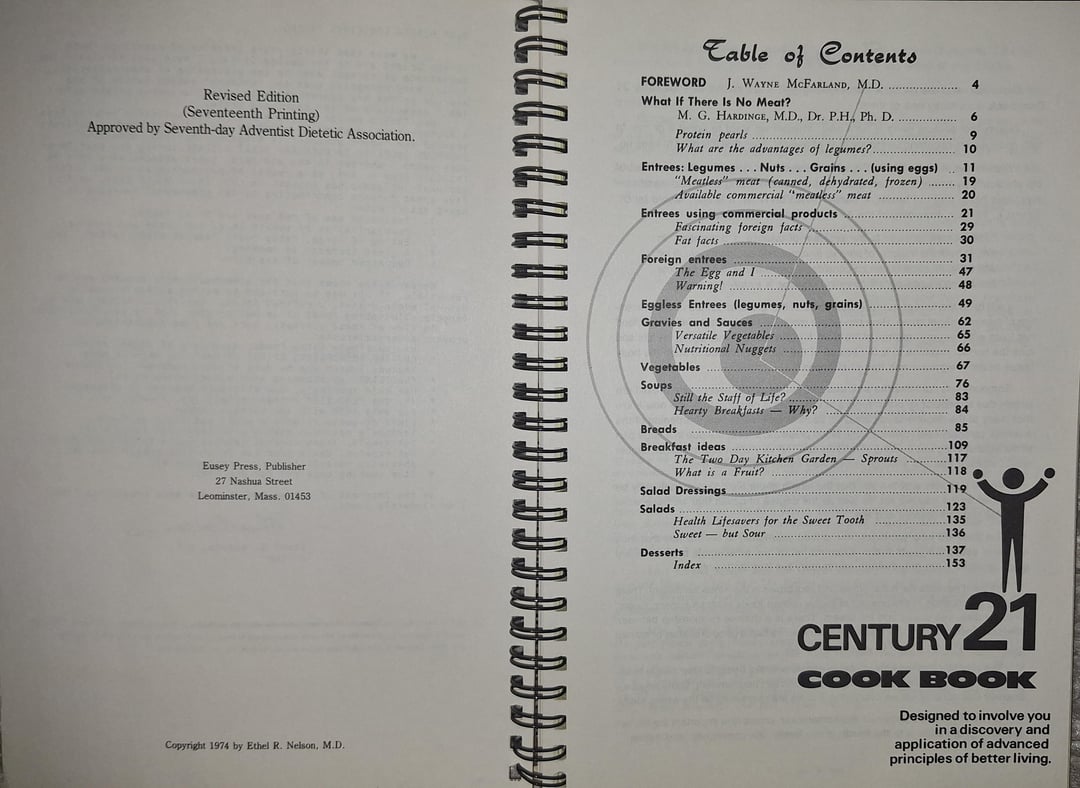 Revised Edition
(Seventeenth Printing)
Approved by Seventh-day Adventist Dietetic Association.
Eusey Press, Publisher
27 Nashua Street
Leominster, Mass. 01453
Copyright 1974 by Ethel R. Nelson, M.D.
Table of Contents
FOREWORD J. WAYNE MCFARLAND, M.D. .................... 4
What If There Is No Meat?
M. G. HARDINGE, M.D., Dr. P.H., Ph. D. ................ 6
Protein pearls .................... 9
What are the advantages of legumes? .................... 10
Entrees: Legumes . . . Nuts . . . Grains . . . (using eggs) .. 11
"Meatless" meat (canned, dehydrated, frozen) ........ 19
Available commercial "meatless" meat .................... 20
Entrees using commercial products .................... 21
Fascinating foreign facts .................... 29
Fat facts .................... 30
Foreign entrees .................... 31
The Egg and I .................... 47
Warning! .................... 48
Eggless Entrees (legumes, nuts, grains) .................... 49
Gravies and Sauces .................... 62
Versatile Vegetables .................... 65
Nutritional Nuggets .................... 66
Vegetables .................... 67
Soups .................... 76
Still the Staff of Life? .................... 83
Hearty Breakfasts — Why? .................... 84
Breads .................... 85
Breakfast ideas .................... 109
The Two Day Kitchen Garden — Sprouts .......... 117
What is a Fruit? .................... 118
Salad Dressings .................... 119
Salads .................... 123
Health Lifesavers for the Sweet Tooth .................... 135
Sweet — but Sour .................... 136
Desserts .................... 137
Index .................... 153
CENTURY 21
COOK BOOK
Designed to involve you
in a discovery and
application of advanced
principles of better living.